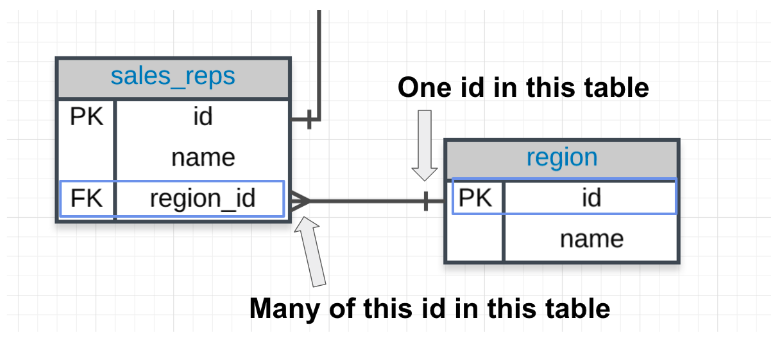 sales_reps
PK id
name
FK region_id
One id in this table
region
PK id
name
Many of this id in this table